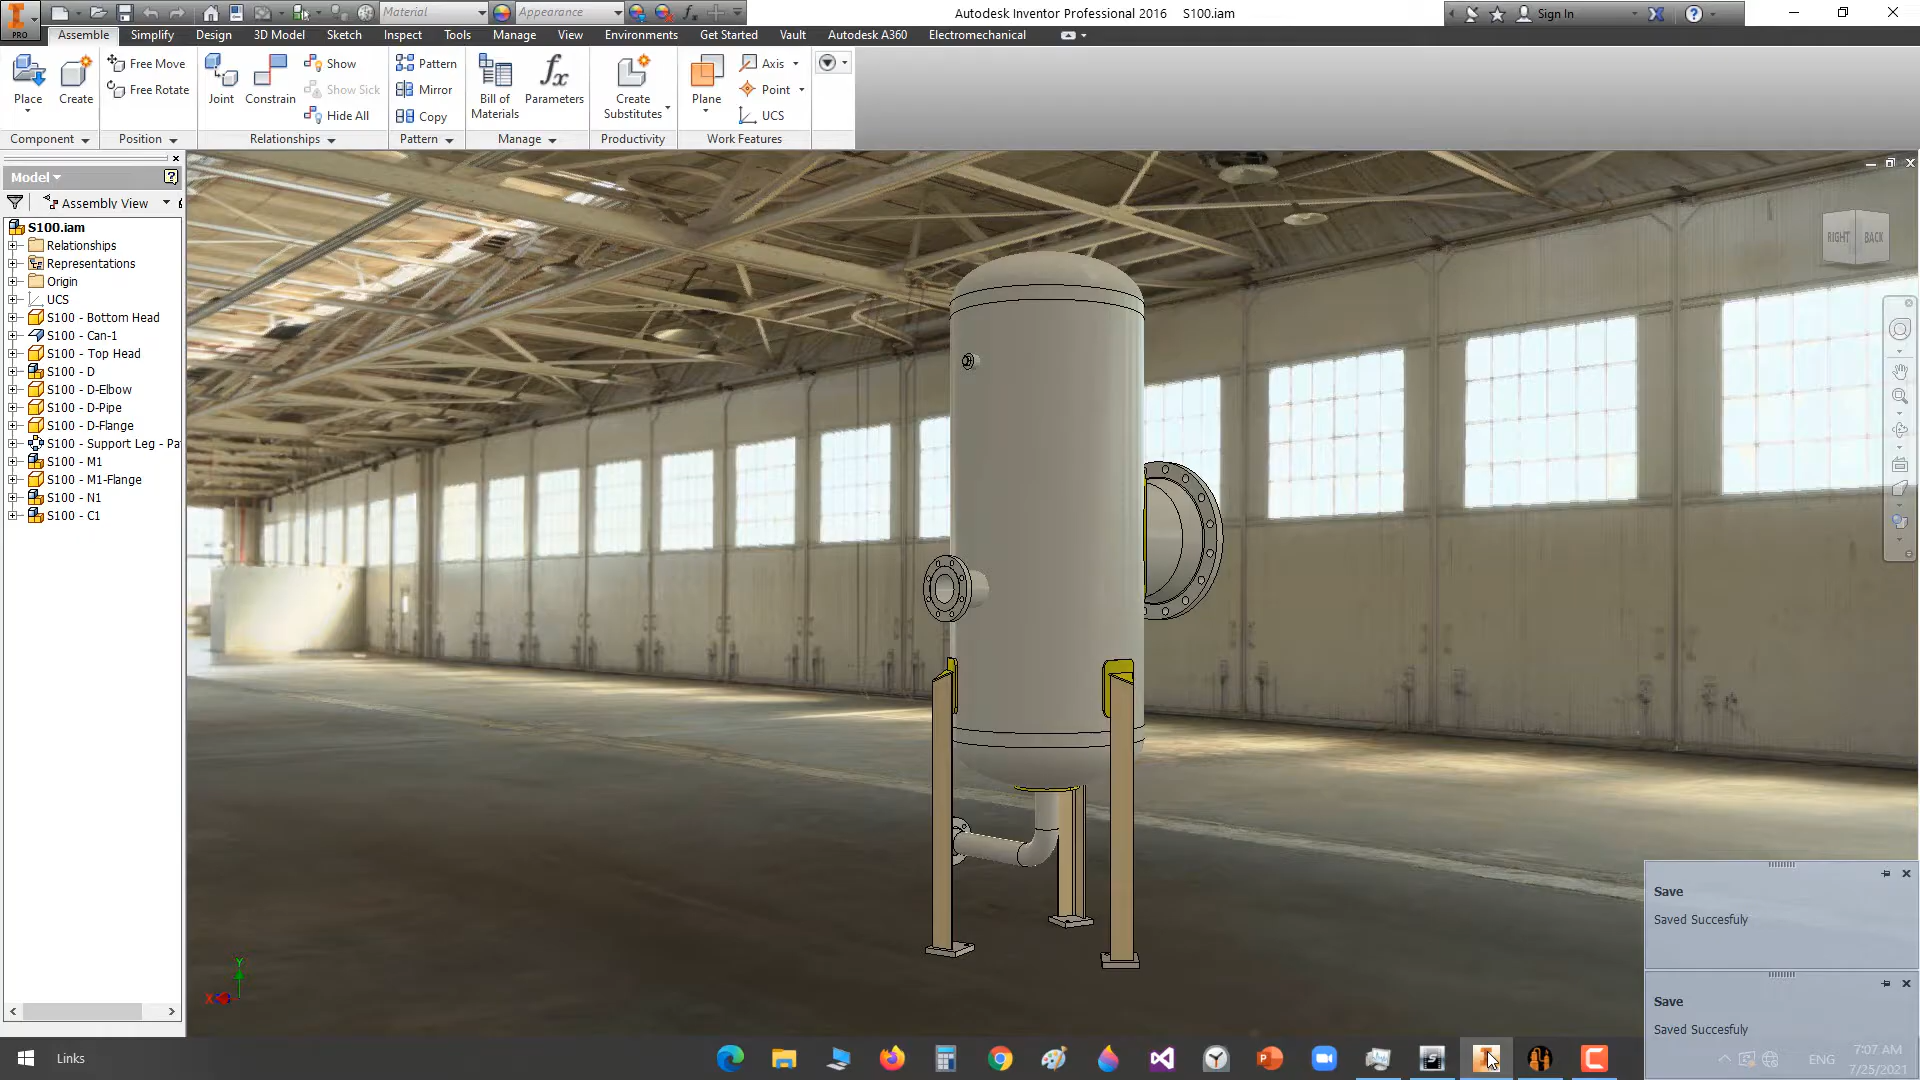 Material
Appearance
Autodesk Inventor Professional 2016 S100.iam
Sign In
PRO
Assemble Simplify Design 3D Model Sketch Inspect Tools Manage View Environments Get Started Vault Autodesk A360 Electromechanical
Place
Create
Free Move
Free Rotate
Joint
Constrain
Show
Show Sick
Hide All
Pattern
Mirror
Copy
Bill of
Materials
Parameters
Create
Substitutes
Plane
Axis
Point
UCS
Component Position Relationships Pattern Manage Productivity Work Features
Model
Assembly View
S100.iam
Relationships
Representations
Origin
UCS
S100 - Bottom Head
S100 - Can-1
S100 - Top Head
S100 - D
S100 - D-Elbow
S100 - D-Pipe
S100 - D-Flange
S100 - Support Leg - Pa
S100 - M1
S100 - M1-Flange
S100 - N1
S100 - C1
RIGHT BACK
Y
X
Save
Saved Succesfuly
Save
Saved Succesfuly
Links
ENG
7:07 AM
7/25/2021